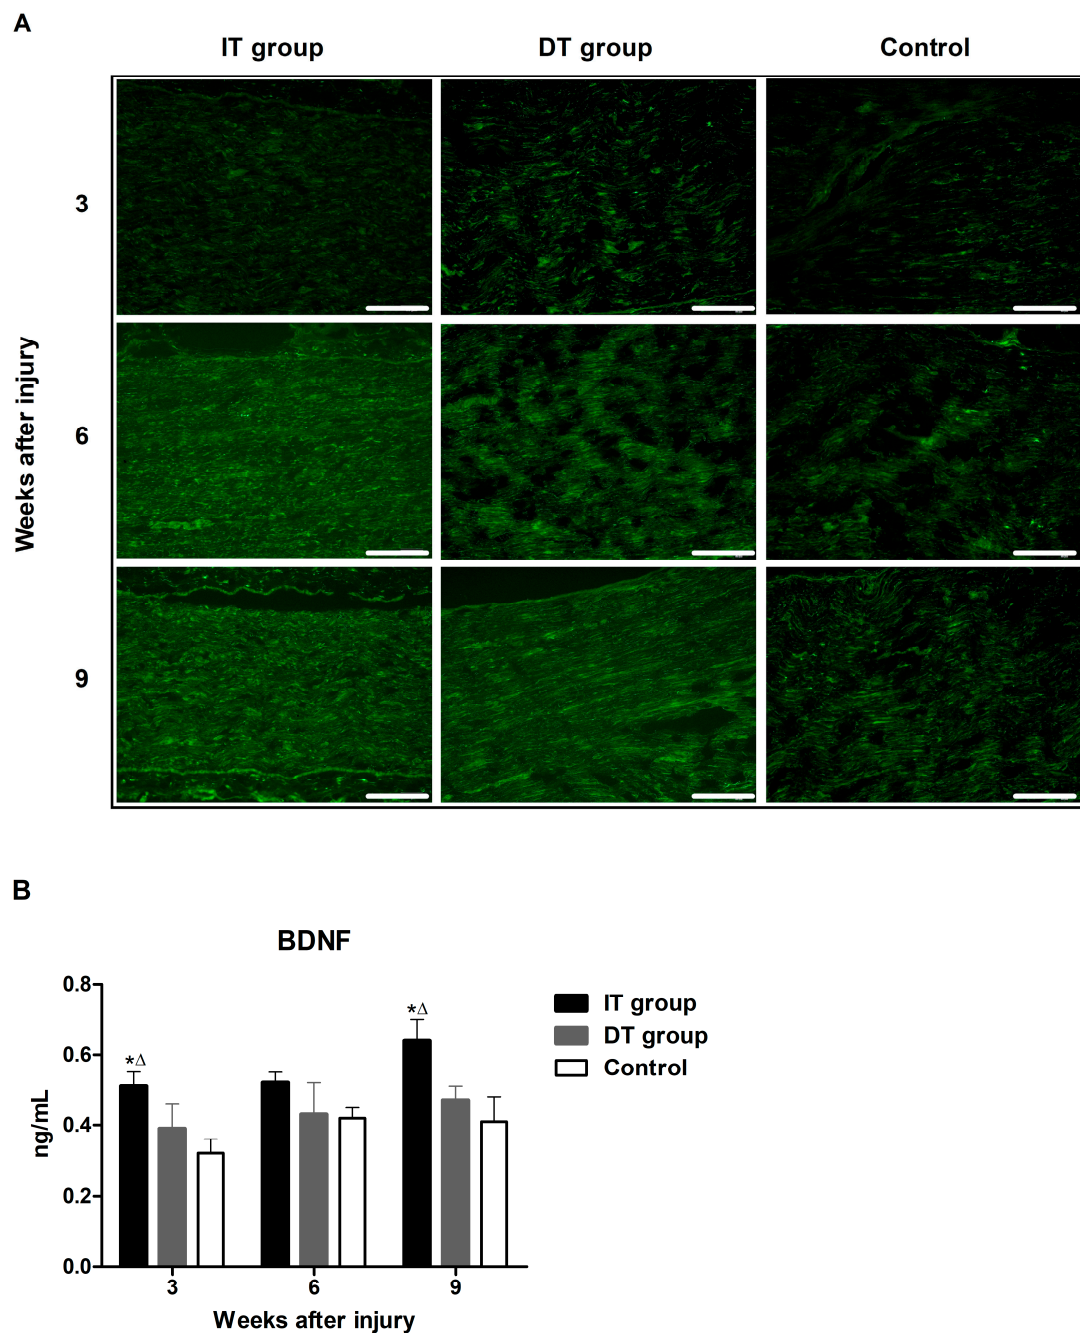 A
IT group
DT group
Control
Weeks after injury
3
6
9
B
BDNF
ng/mL
0.8
0.6
0.4
0.2
0.0
*Δ
*Δ
3
6
9
Weeks after injury
IT group
DT group
Control